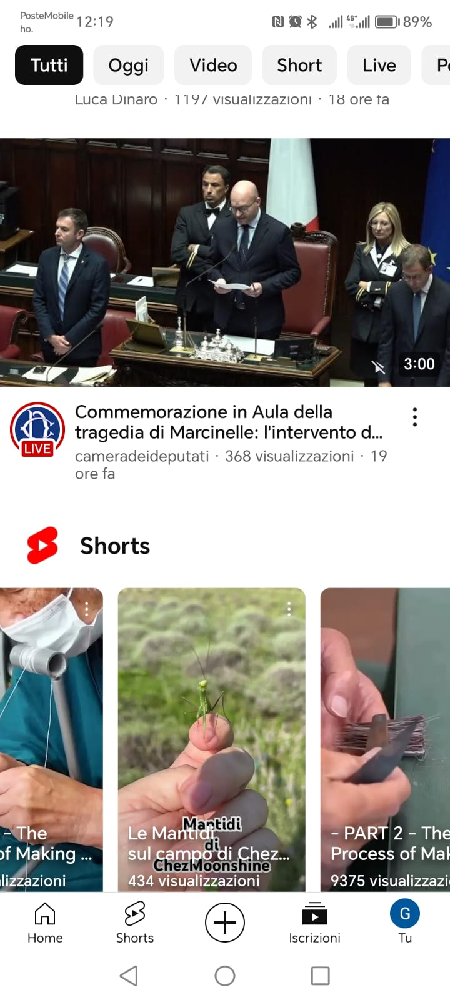 PosteMobile
ho.
12:19
4G+
89%
Tutti
Oggi
Video
Short
Live
Luca Dinaro · 1197 visualizzazioni · 18 ore fa
3:00
Commemorazione in Aula della
tragedia di Marcinelle: l'intervento d...
LIVE
cameradeideputati · 368 visualizzazioni · 19
ore fa
Shorts
– The
of Making ...
lizzazioni
Mantidi
di
ChezMoonshine
Le Mantidi
sul campo di Chez...
434 visualizzazioni
– PART 2 – The
Process of Mak
9375 visualizzazi
Home
Shorts
Iscrizioni
G
Tu